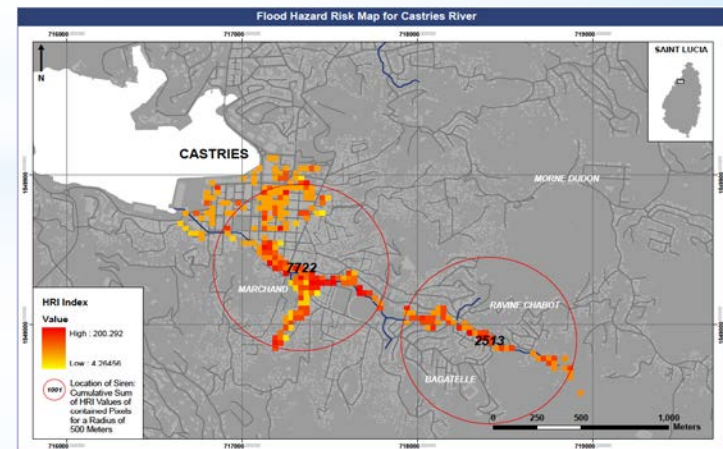 Flood Hazard Risk Map for Castries River
716000
717000
718000
719000
N
SAINT LUCIA
CASTRIES
MORNE DUDON
7722
MARCHAND
RAVINE CHABOT
2513
BAGATELLE
HRI Index
Value
High : 200.292
Low : 4.26456
1001
Location of Siren:
Cumulative Sum
of HRI Values of
contained Pixels
for a Radius of
500 Meters
0 250 500 1,000
Meters
716000
717000
718000
719000